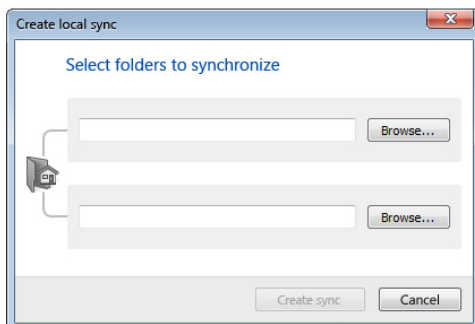 Create local sync
Select folders to synchronize
Browse...
Browse...
Create sync
Cancel